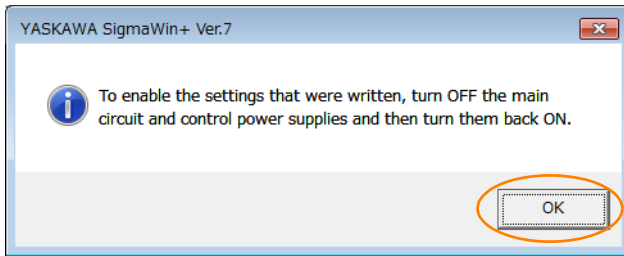 YASKAWA SigmaWin+ Ver.7
To enable the settings that were written, turn OFF the main
circuit and control power supplies and then turn them back ON.
OK